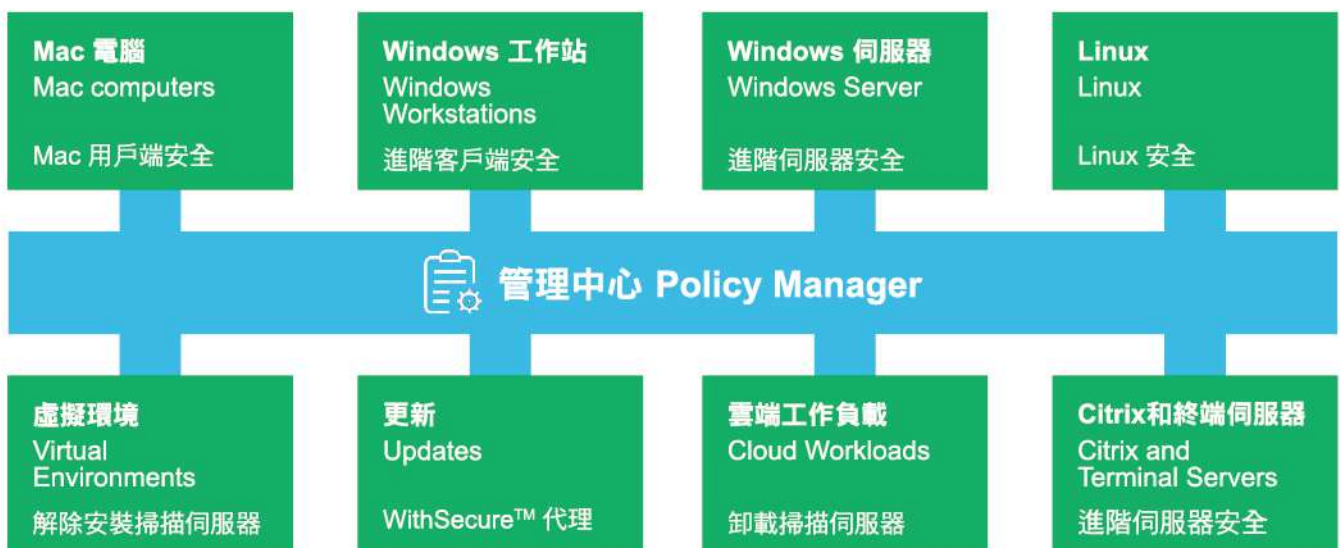 Mac 電腦
Mac computers
Mac 用戶端安全
Windows 工作站
Windows
Workstations
進階客戶端安全
Windows 伺服器
Windows Server
進階伺服器安全
Linux
Linux
Linux 安全
管理中心 Policy Manager
虛擬環境
Virtual
Environments
解除安裝掃描伺服器
更新
Updates
WithSecure™ 代理
雲端工作負載
Cloud Workloads
卸載掃描伺服器
Citrix和終端伺服器
Citrix and
Terminal Servers
進階伺服器安全